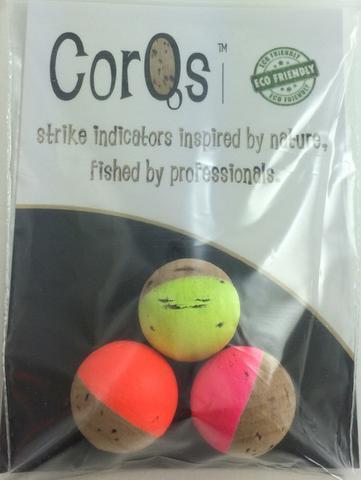 CorQs™
ECO FRIENDLY
ECO FRIENDLY
ECO FRIENDLY
strike indicators inspired by nature,
fished by professionals.